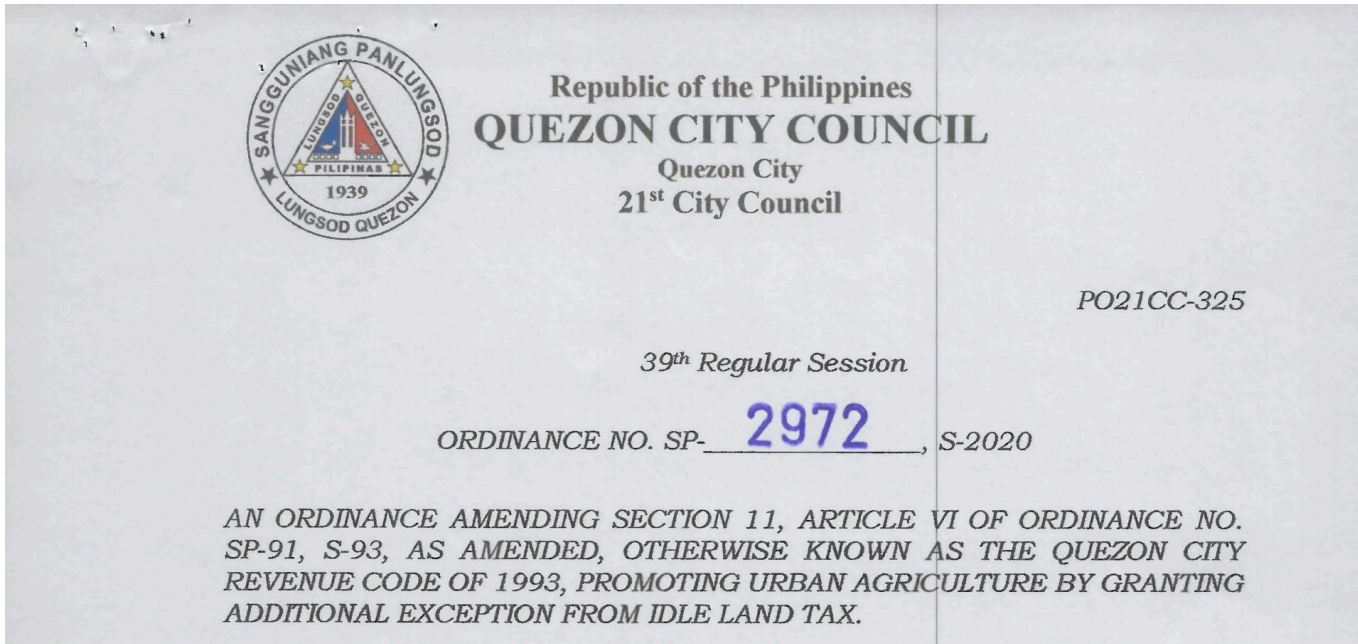 SANGGUNIANG PANLUNGSOD
LUNGSOD QUEZON
PILIPINAS
1939
LUNGSOD QUEZON
Republic of the Philippines
QUEZON CITY COUNCIL
Quezon City
21st City Council
PO21CC-325
39th Regular Session
ORDINANCE NO. SP-2972, S-2020
AN ORDINANCE AMENDING SECTION 11, ARTICLE VI OF ORDINANCE NO.
SP-91, S-93, AS AMENDED, OTHERWISE KNOWN AS THE QUEZON CITY
REVENUE CODE OF 1993, PROMOTING URBAN AGRICULTURE BY GRANTING
ADDITIONAL EXCEPTION FROM IDLE LAND TAX.